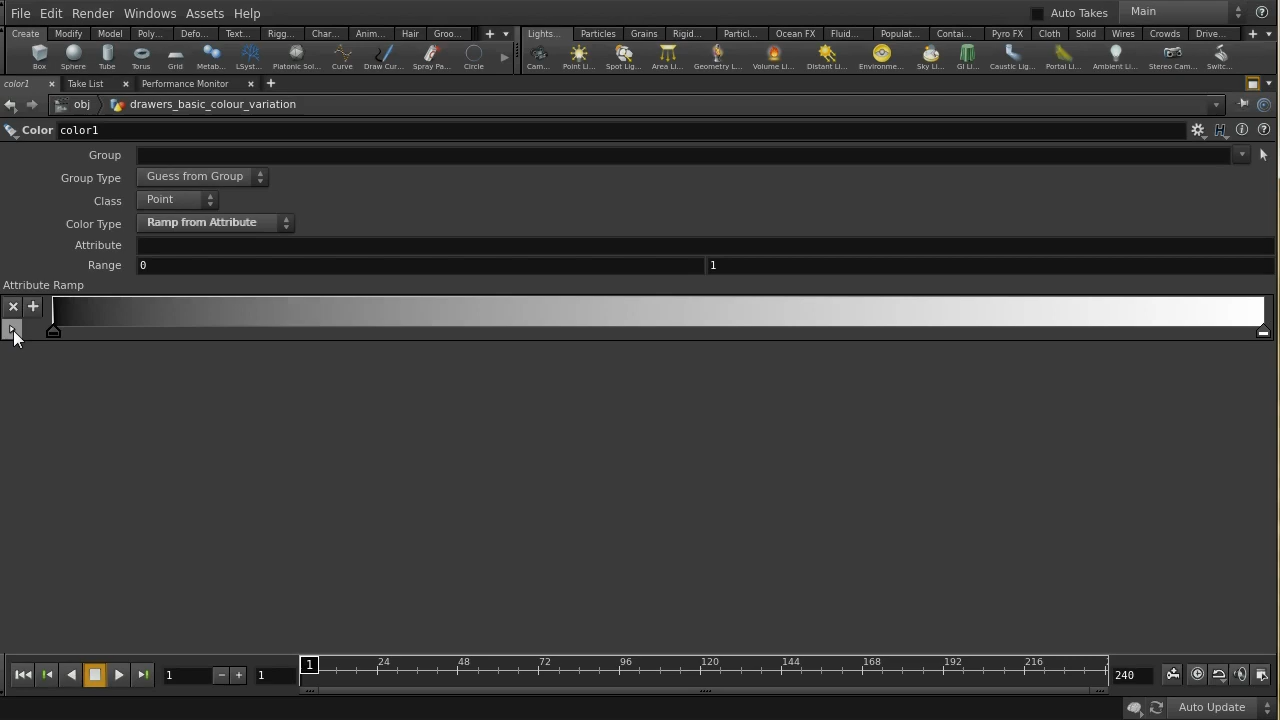 File Edit Render Windows Assets Help Auto Takes Main
Create Modify Model Poly... Defo... Text... Rigg... Char... Anim... Hair Groo... Lights... Particles Grains Rigid... Particl... Ocean FX Fluid... Populat... Contai... Pyro FX Cloth Solid Wires Crowds Drive...
Box Sphere Tube Torus Grid Metab... LSyst... Platonic Sol... Curve Draw Cur... Spray Pa... Circle Cam... Point Li... Spot Lig... Area Li... Geometry L... Volume Li... Distant Li... Environme... Sky Li... GI Li... Caustic Lig... Portal Li... Ambient Li... Stereo Cam... Switc...
color1 Take List Performance Monitor
obj drawers_basic_colour_variation
Color color1
Group
Group Type Guess from Group
Class Point
Color Type Ramp from Attribute
Attribute
Range 0 1
Attribute Ramp
1 1 1 24 48 72 96 120 144 168 192 216 240
Auto Update